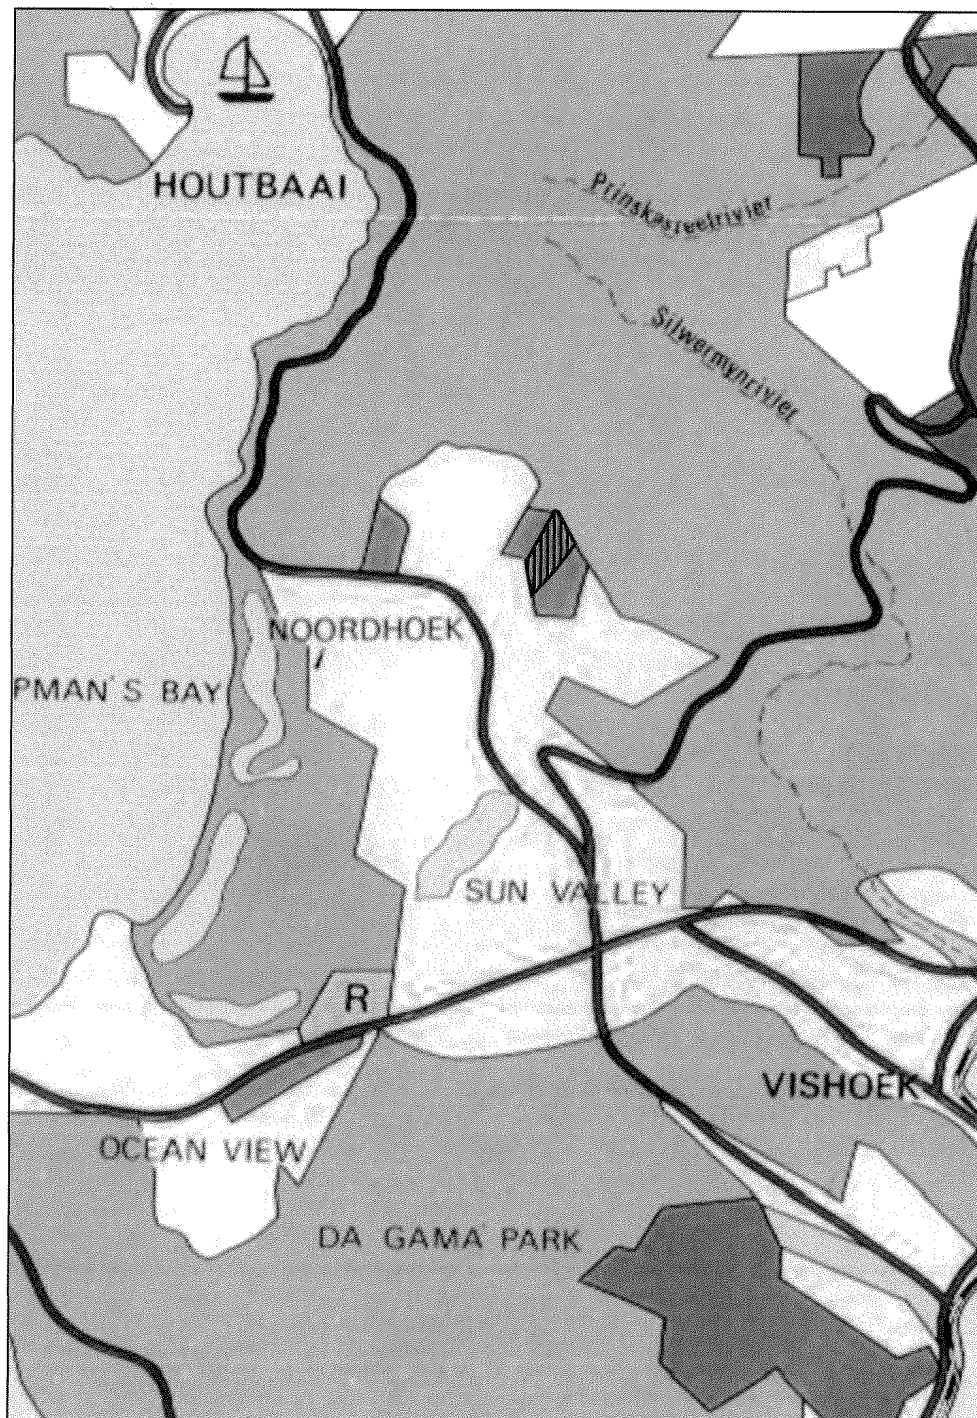 HOUTBAAI
Prinskasteelrivier
Silwermynrivier
NOORDHOEK
PMAN'S BAY
SUN VALLEY
R
VISHOEK
OCEAN VIEW
DA GAMA PARK